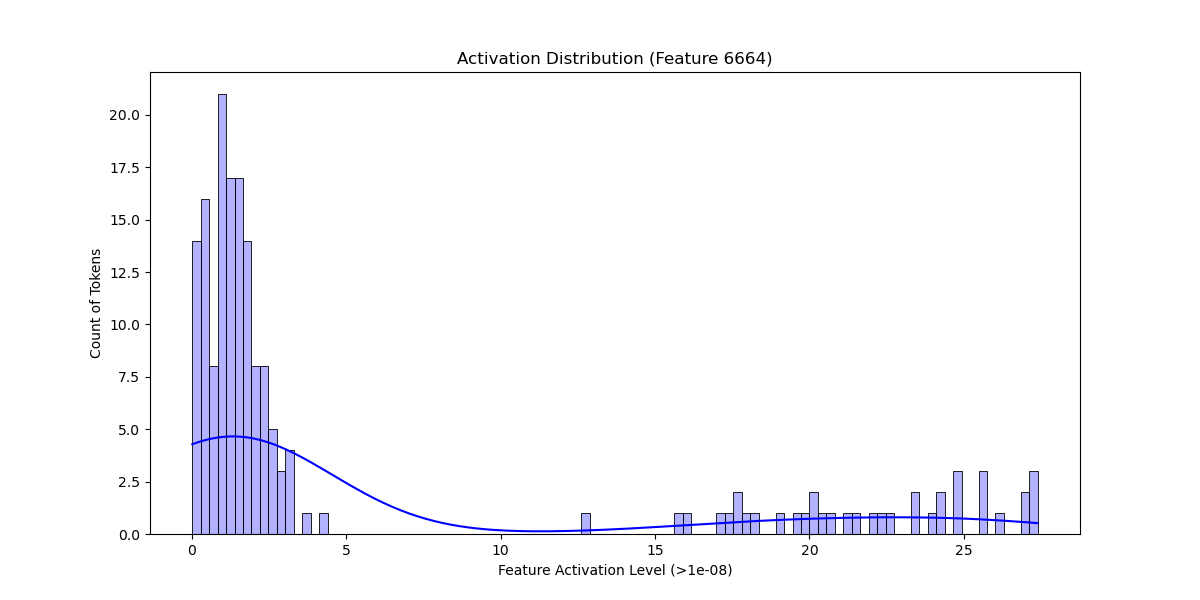 Activation Distribution (Feature 6664)
20.0
17.5
15.0
12.5
10.0
7.5
5.0
2.5
0.0
Count of Tokens
0 5 10 15 20 25
Feature Activation Level (>1e-08)